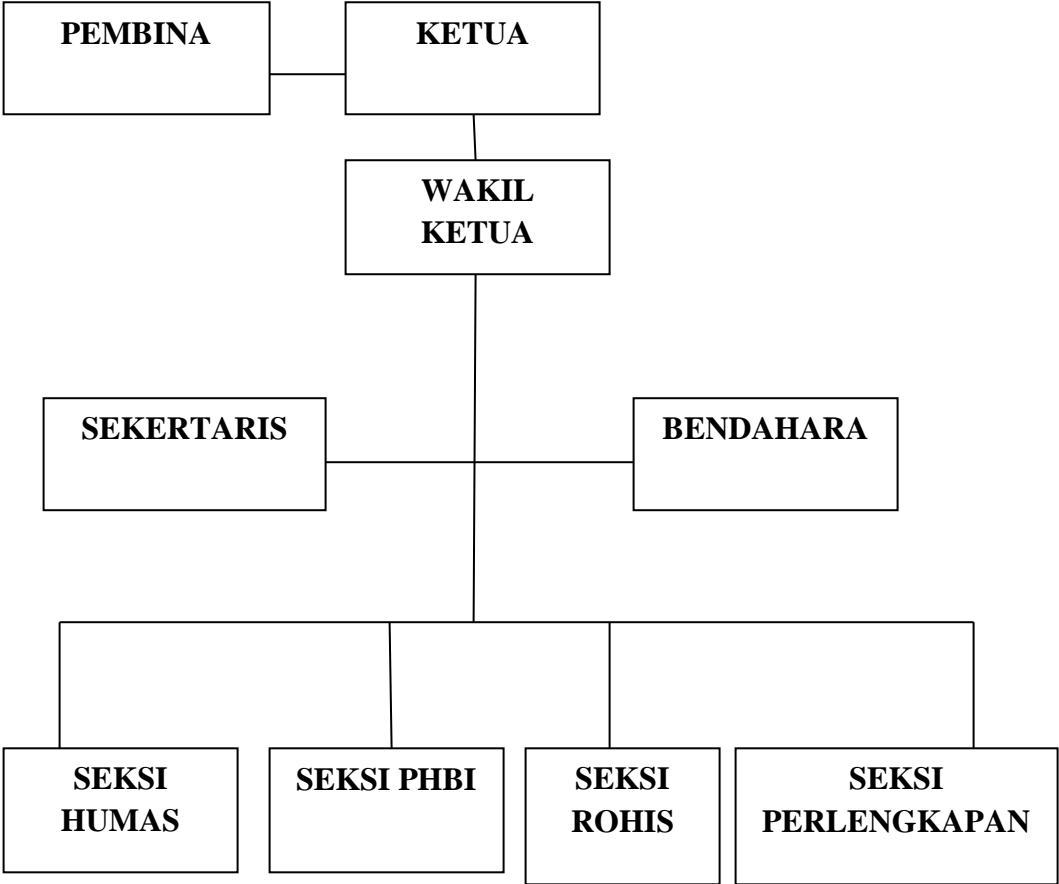 PEMBINA
KETUA
WAKIL
KETUA
SEKERTARIS
BENDAHARA
SEKSI
HUMAS
SEKSI PHBI
SEKSI
ROHIS
SEKSI
PERLENGKAPAN